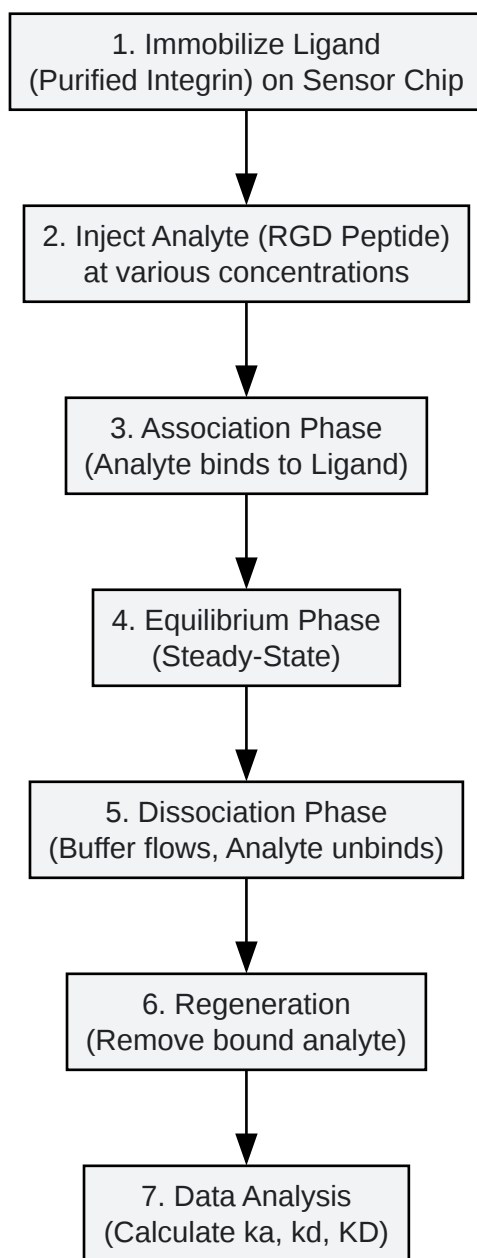 1. Immobilize Ligand
(Purified Integrin) on Sensor Chip
2. Inject Analyte (RGD Peptide)
at various concentrations
3. Association Phase
(Analyte binds to Ligand)
4. Equilibrium Phase
(Steady-State)
5. Dissociation Phase
(Buffer flows, Analyte unbinds)
6. Regeneration
(Remove bound analyte)
7. Data Analysis
(Calculate ka, kd, KD)